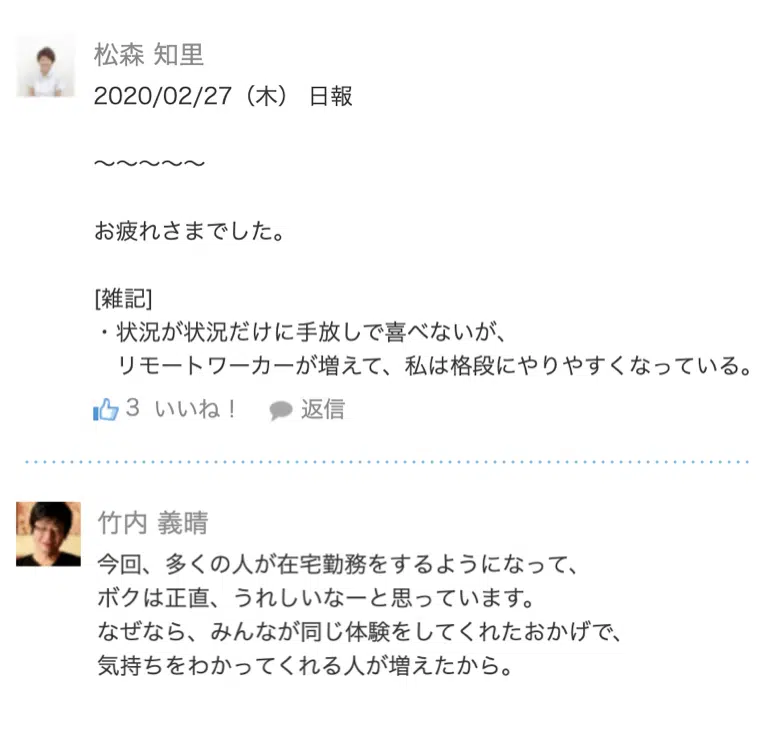 松森 知里
2020/02/27（木） 日報
〜〜〜〜〜
お疲れさまでした。
[雑記]
・状況が状況だけに手放しで喜べないが、
リモートワーカーが増えて、私は格段にやりやすくなっている。
3 いいね！ 返信
竹内 義晴
今回、多くの人が在宅勤務をするようになって、
ボクは正直、うれしいなーと思っています。
なぜなら、みんなが同じ体験をしてくれたおかげで、
気持ちをわかってくれる人が増えたから。